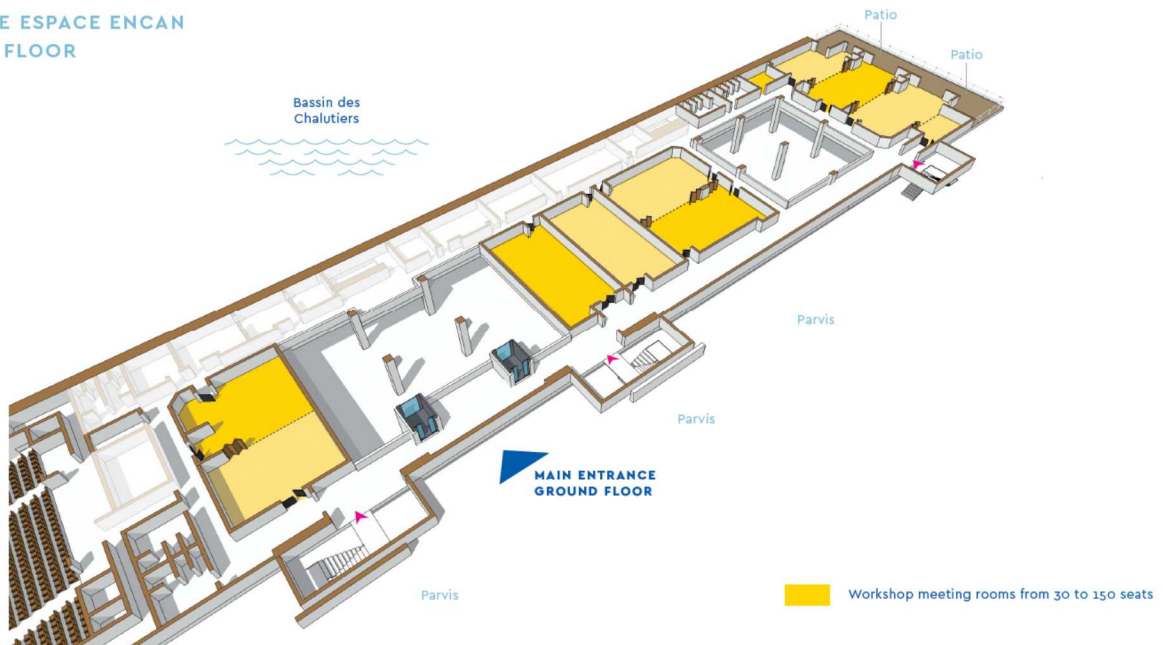 E ESPACE ENCAN
FLOOR
Patio
Patio
Bassin des
Chalutiers
Parvis
Parvis
MAIN ENTRANCE
GROUND FLOOR
Parvis
Workshop meeting rooms from 30 to 150 seats